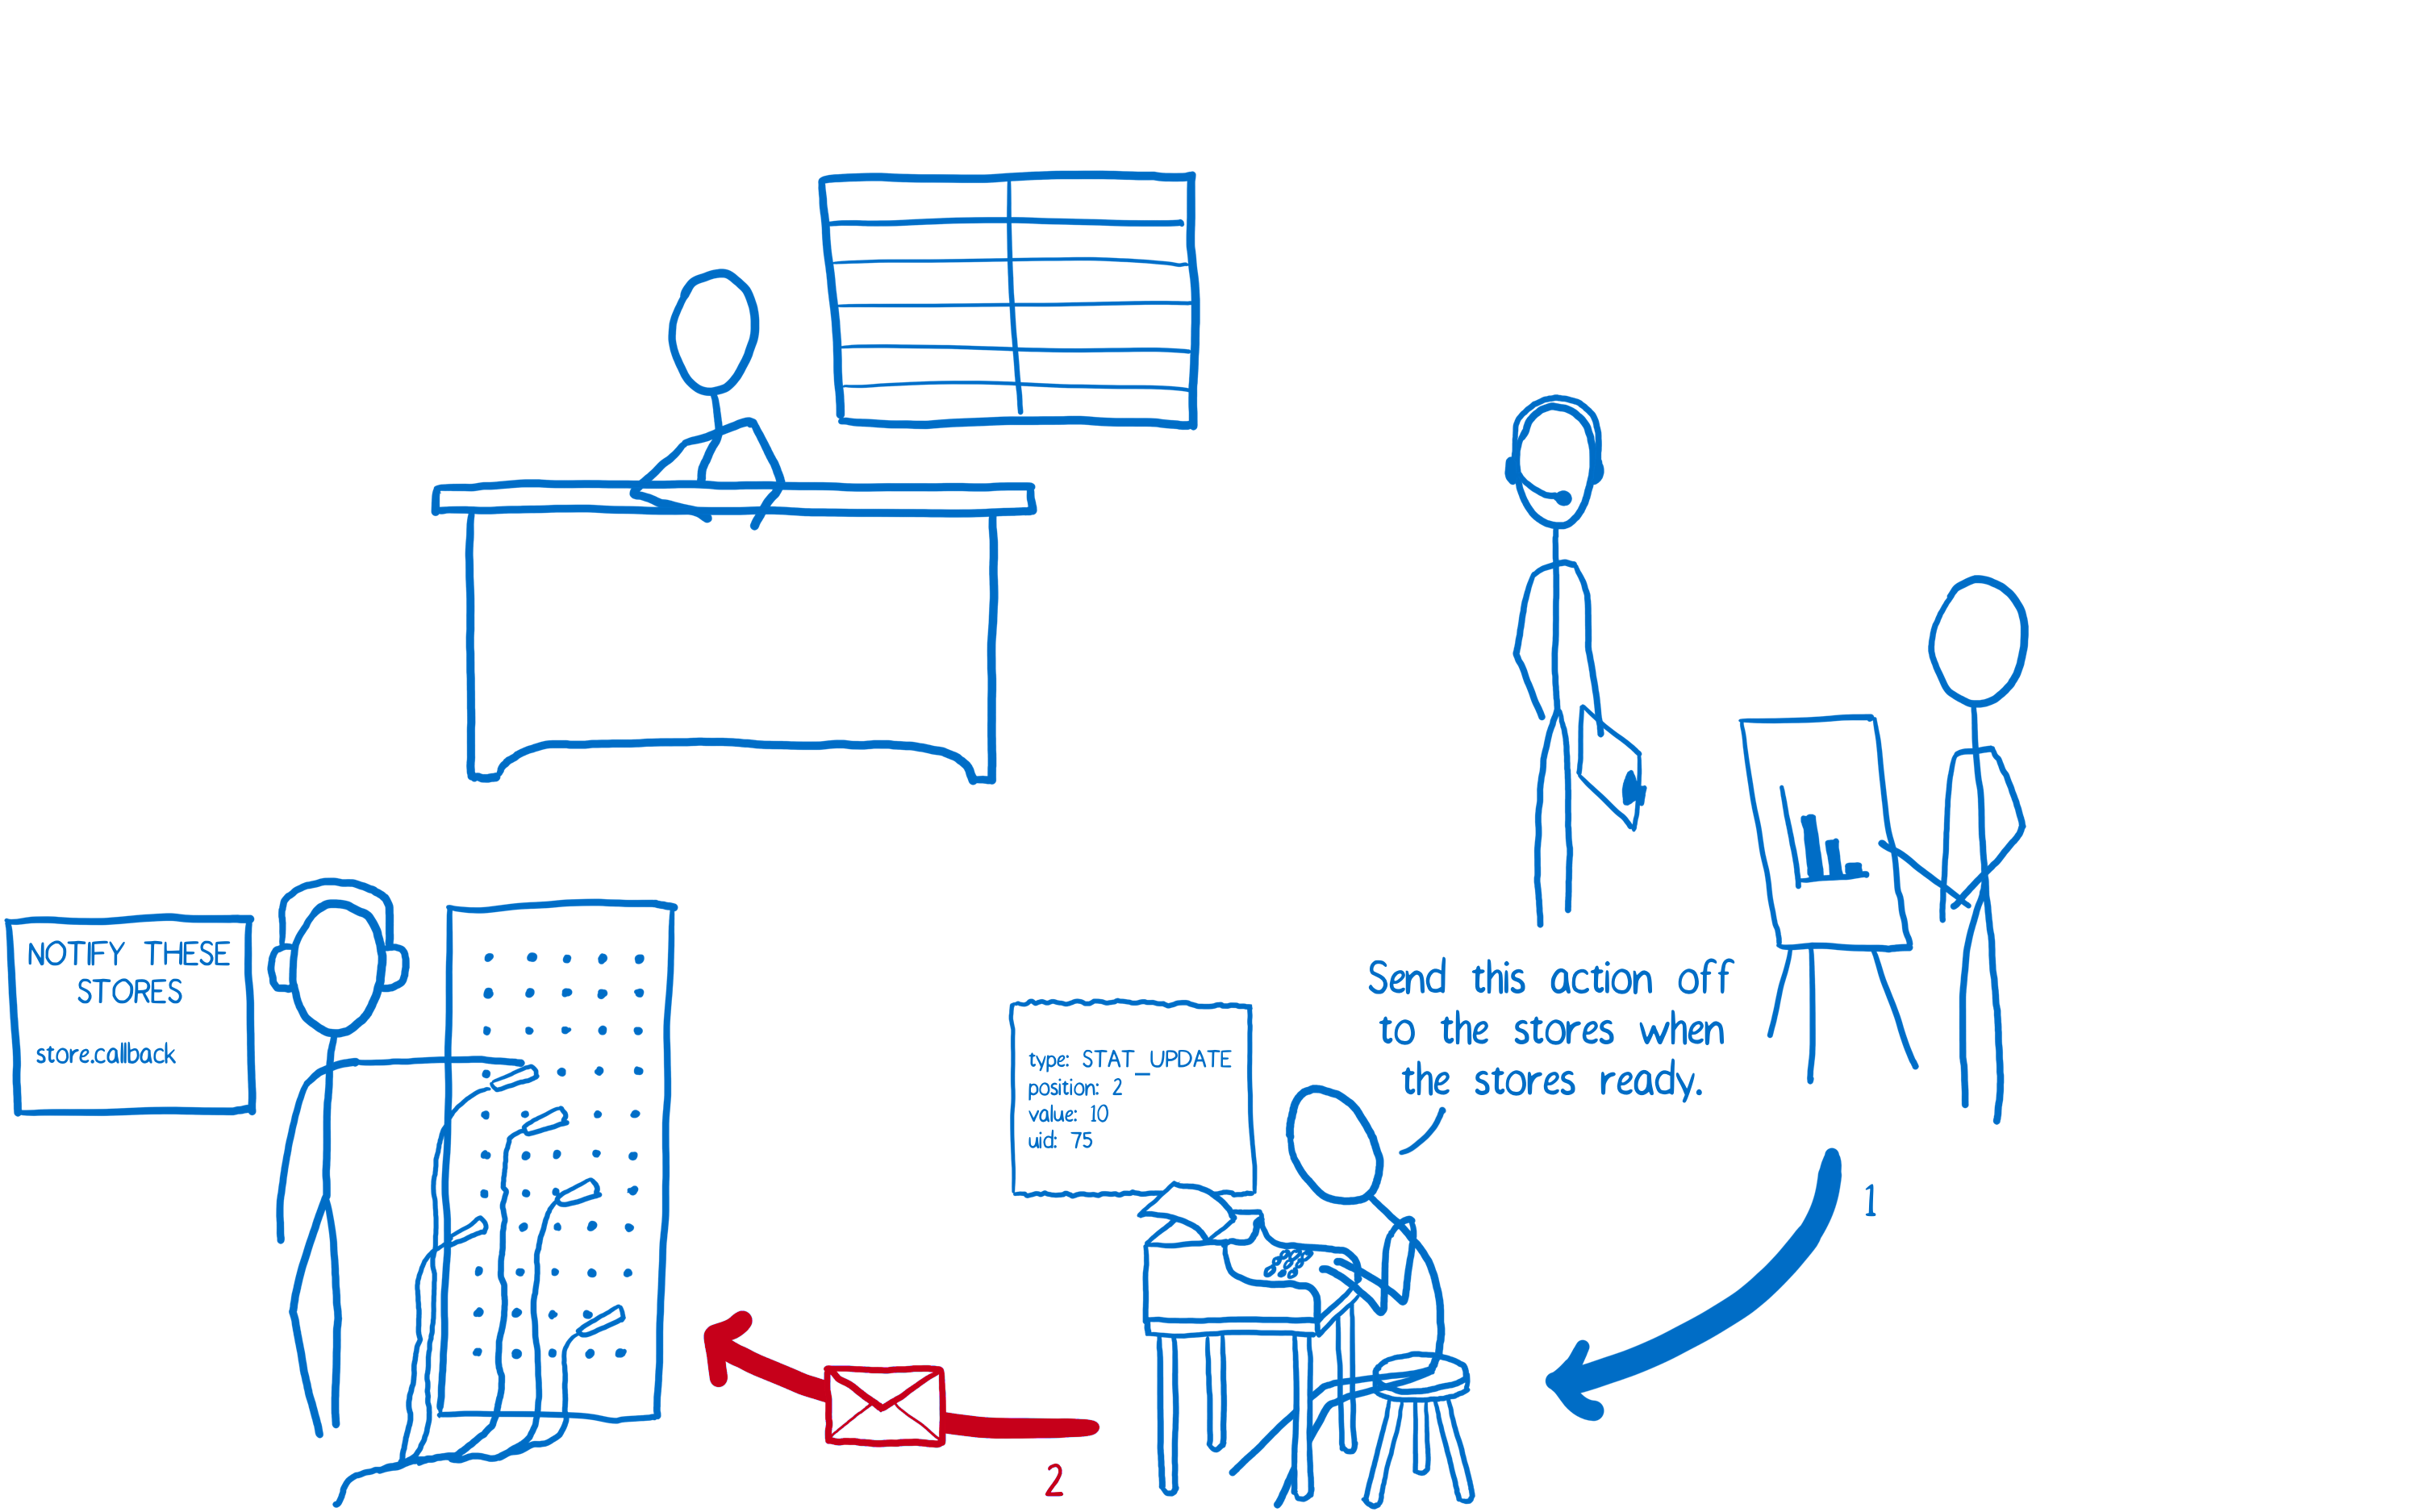 NOTIFY THESE
STORES
store.callback
type: STAT_UPDATE
position: 2
value: 10
uid: 75
Send this action off
to the stores when
the stores ready.
1
2